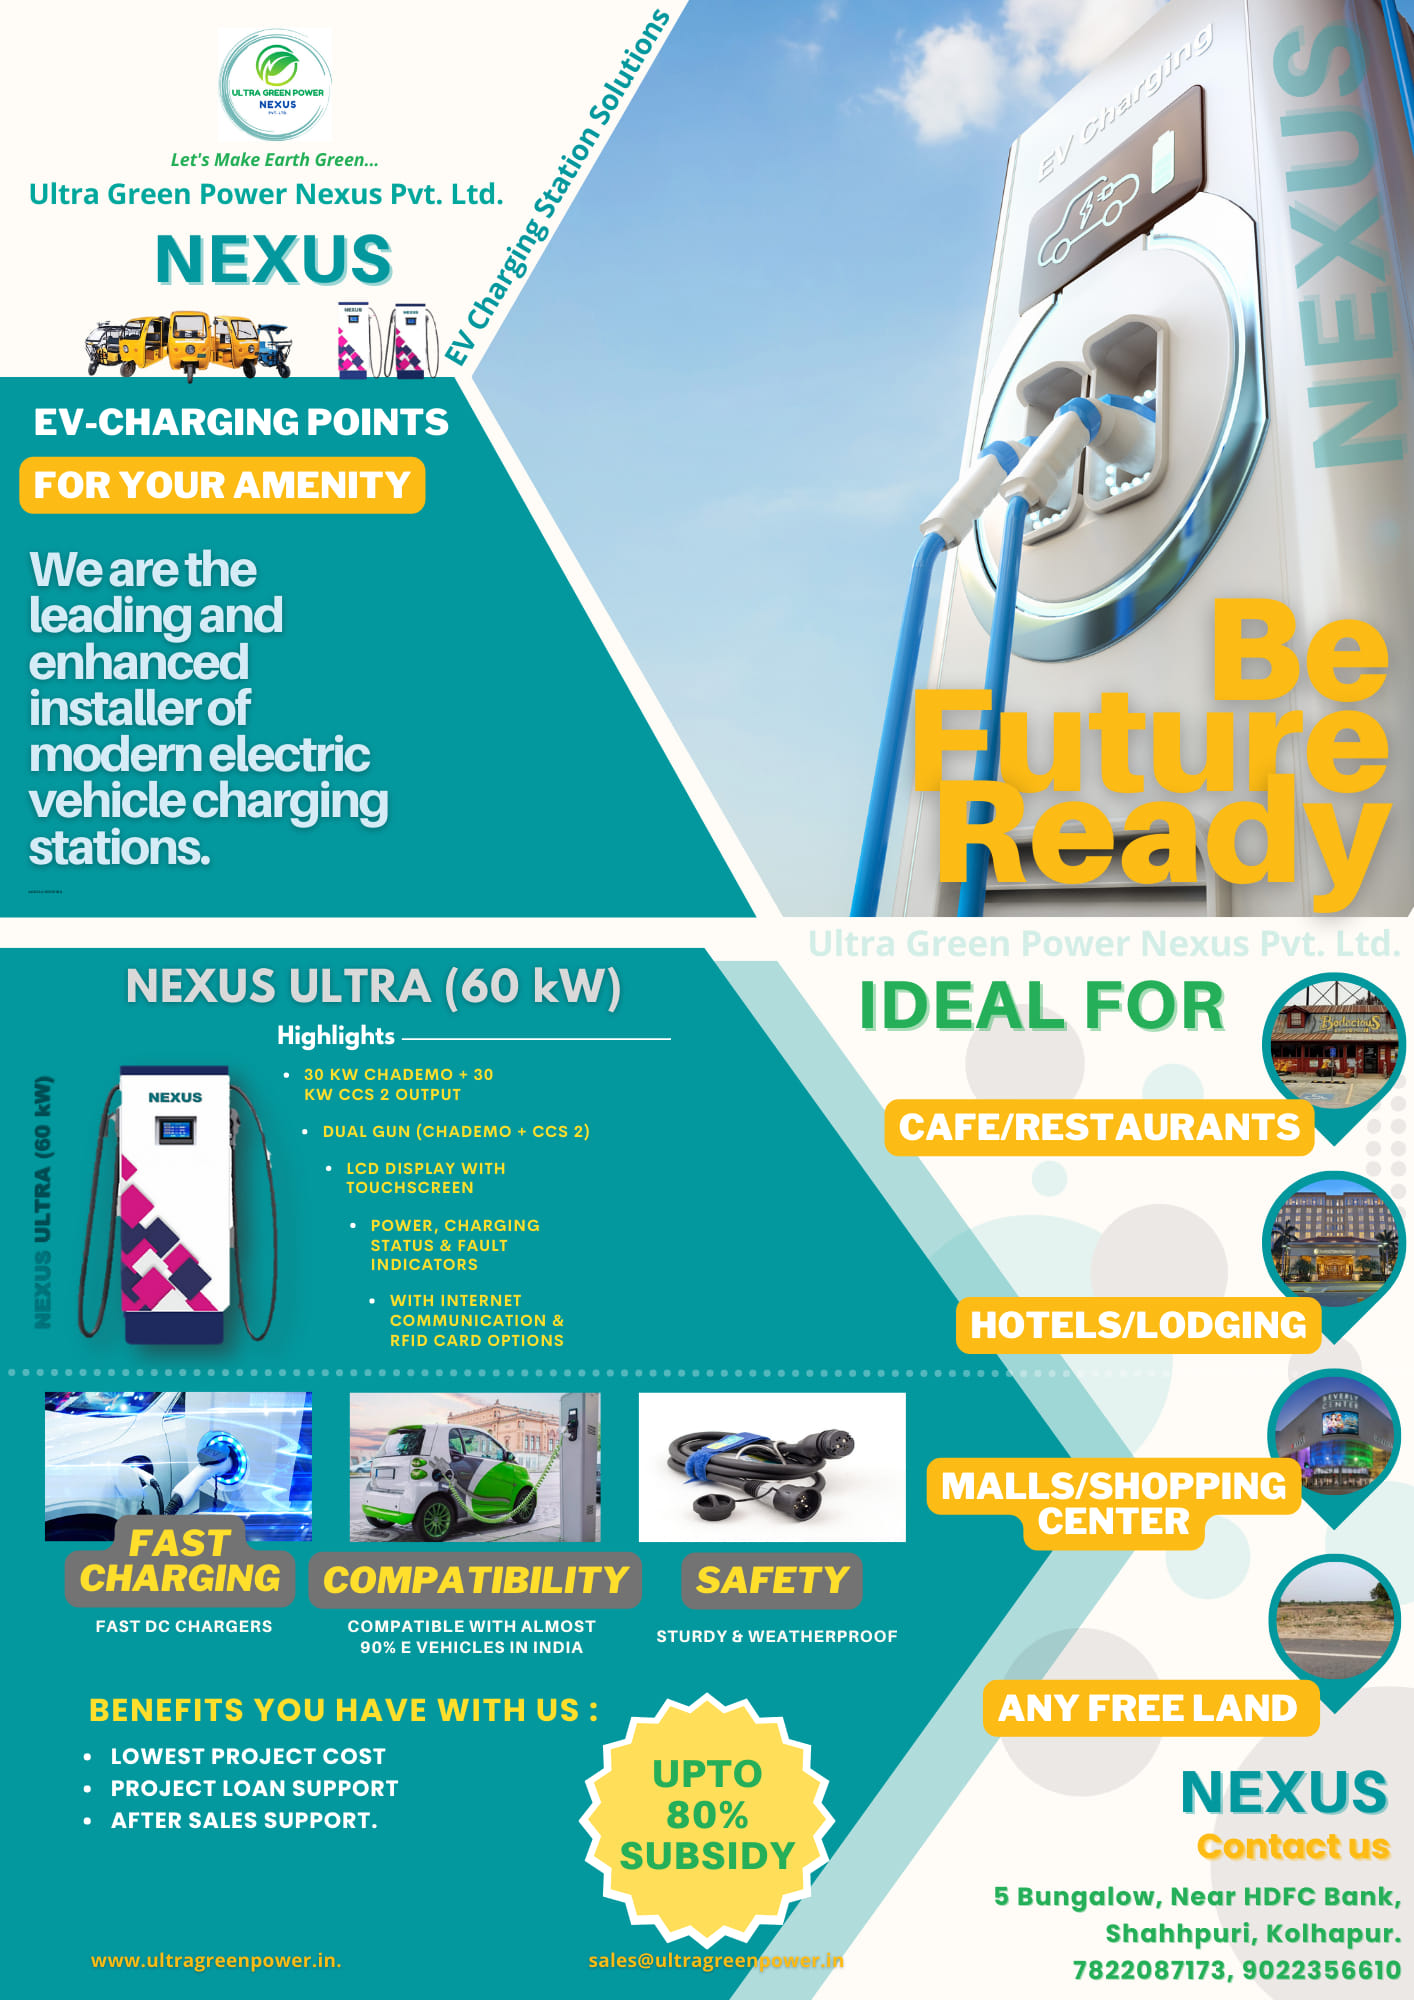 ULTRA GREEN POWER
NEXUS
PVT. LTD.
Let's Make Earth Green...
Ultra Green Power Nexus Pvt. Ltd.
NEXUS
EV Charging Station Solutions
NEXUS
NEXUS
EV Charging
NEXUS
EV-CHARGING POINTS
FOR YOUR AMENITY
We are the
leading and
enhanced
installer of
modern electric
vehicle charging
stations.
Be
Future
Ready
Ultra Green Power Nexus Pvt. Ltd.
NEXUS ULTRA (60 kW)
Highlights
NEXUS ULTRA (60 kW)
NEXUS
• 30 KW CHADEMO + 30
KW CCS 2 OUTPUT
• DUAL GUN (CHADEMO + CCS 2)
• LCD DISPLAY WITH
TOUCHSCREEN
• POWER, CHARGING
STATUS & FAULT
INDICATORS
• WITH INTERNET
COMMUNICATION &
RFID CARD OPTIONS
IDEAL FOR
Bodacious
CAFE/RESTAURANTS
HOTELS/LODGING
BEVERLY
CENTER
MALLS/SHOPPING
CENTER
ANY FREE LAND
FAST
CHARGING
FAST DC CHARGERS
COMPATIBILITY
COMPATIBLE WITH ALMOST
90% E VEHICLES IN INDIA
SAFETY
STURDY & WEATHERPROOF
BENEFITS YOU HAVE WITH US :
• LOWEST PROJECT COST
• PROJECT LOAN SUPPORT
• AFTER SALES SUPPORT.
UPTO
80%
SUBSIDY
www.ultragreenpower.in.
sales@ultragreenpower.in
NEXUS
Contact us
5 Bungalow, Near HDFC Bank,
Shahhpuri, Kolhapur.
7822087173, 9022356610